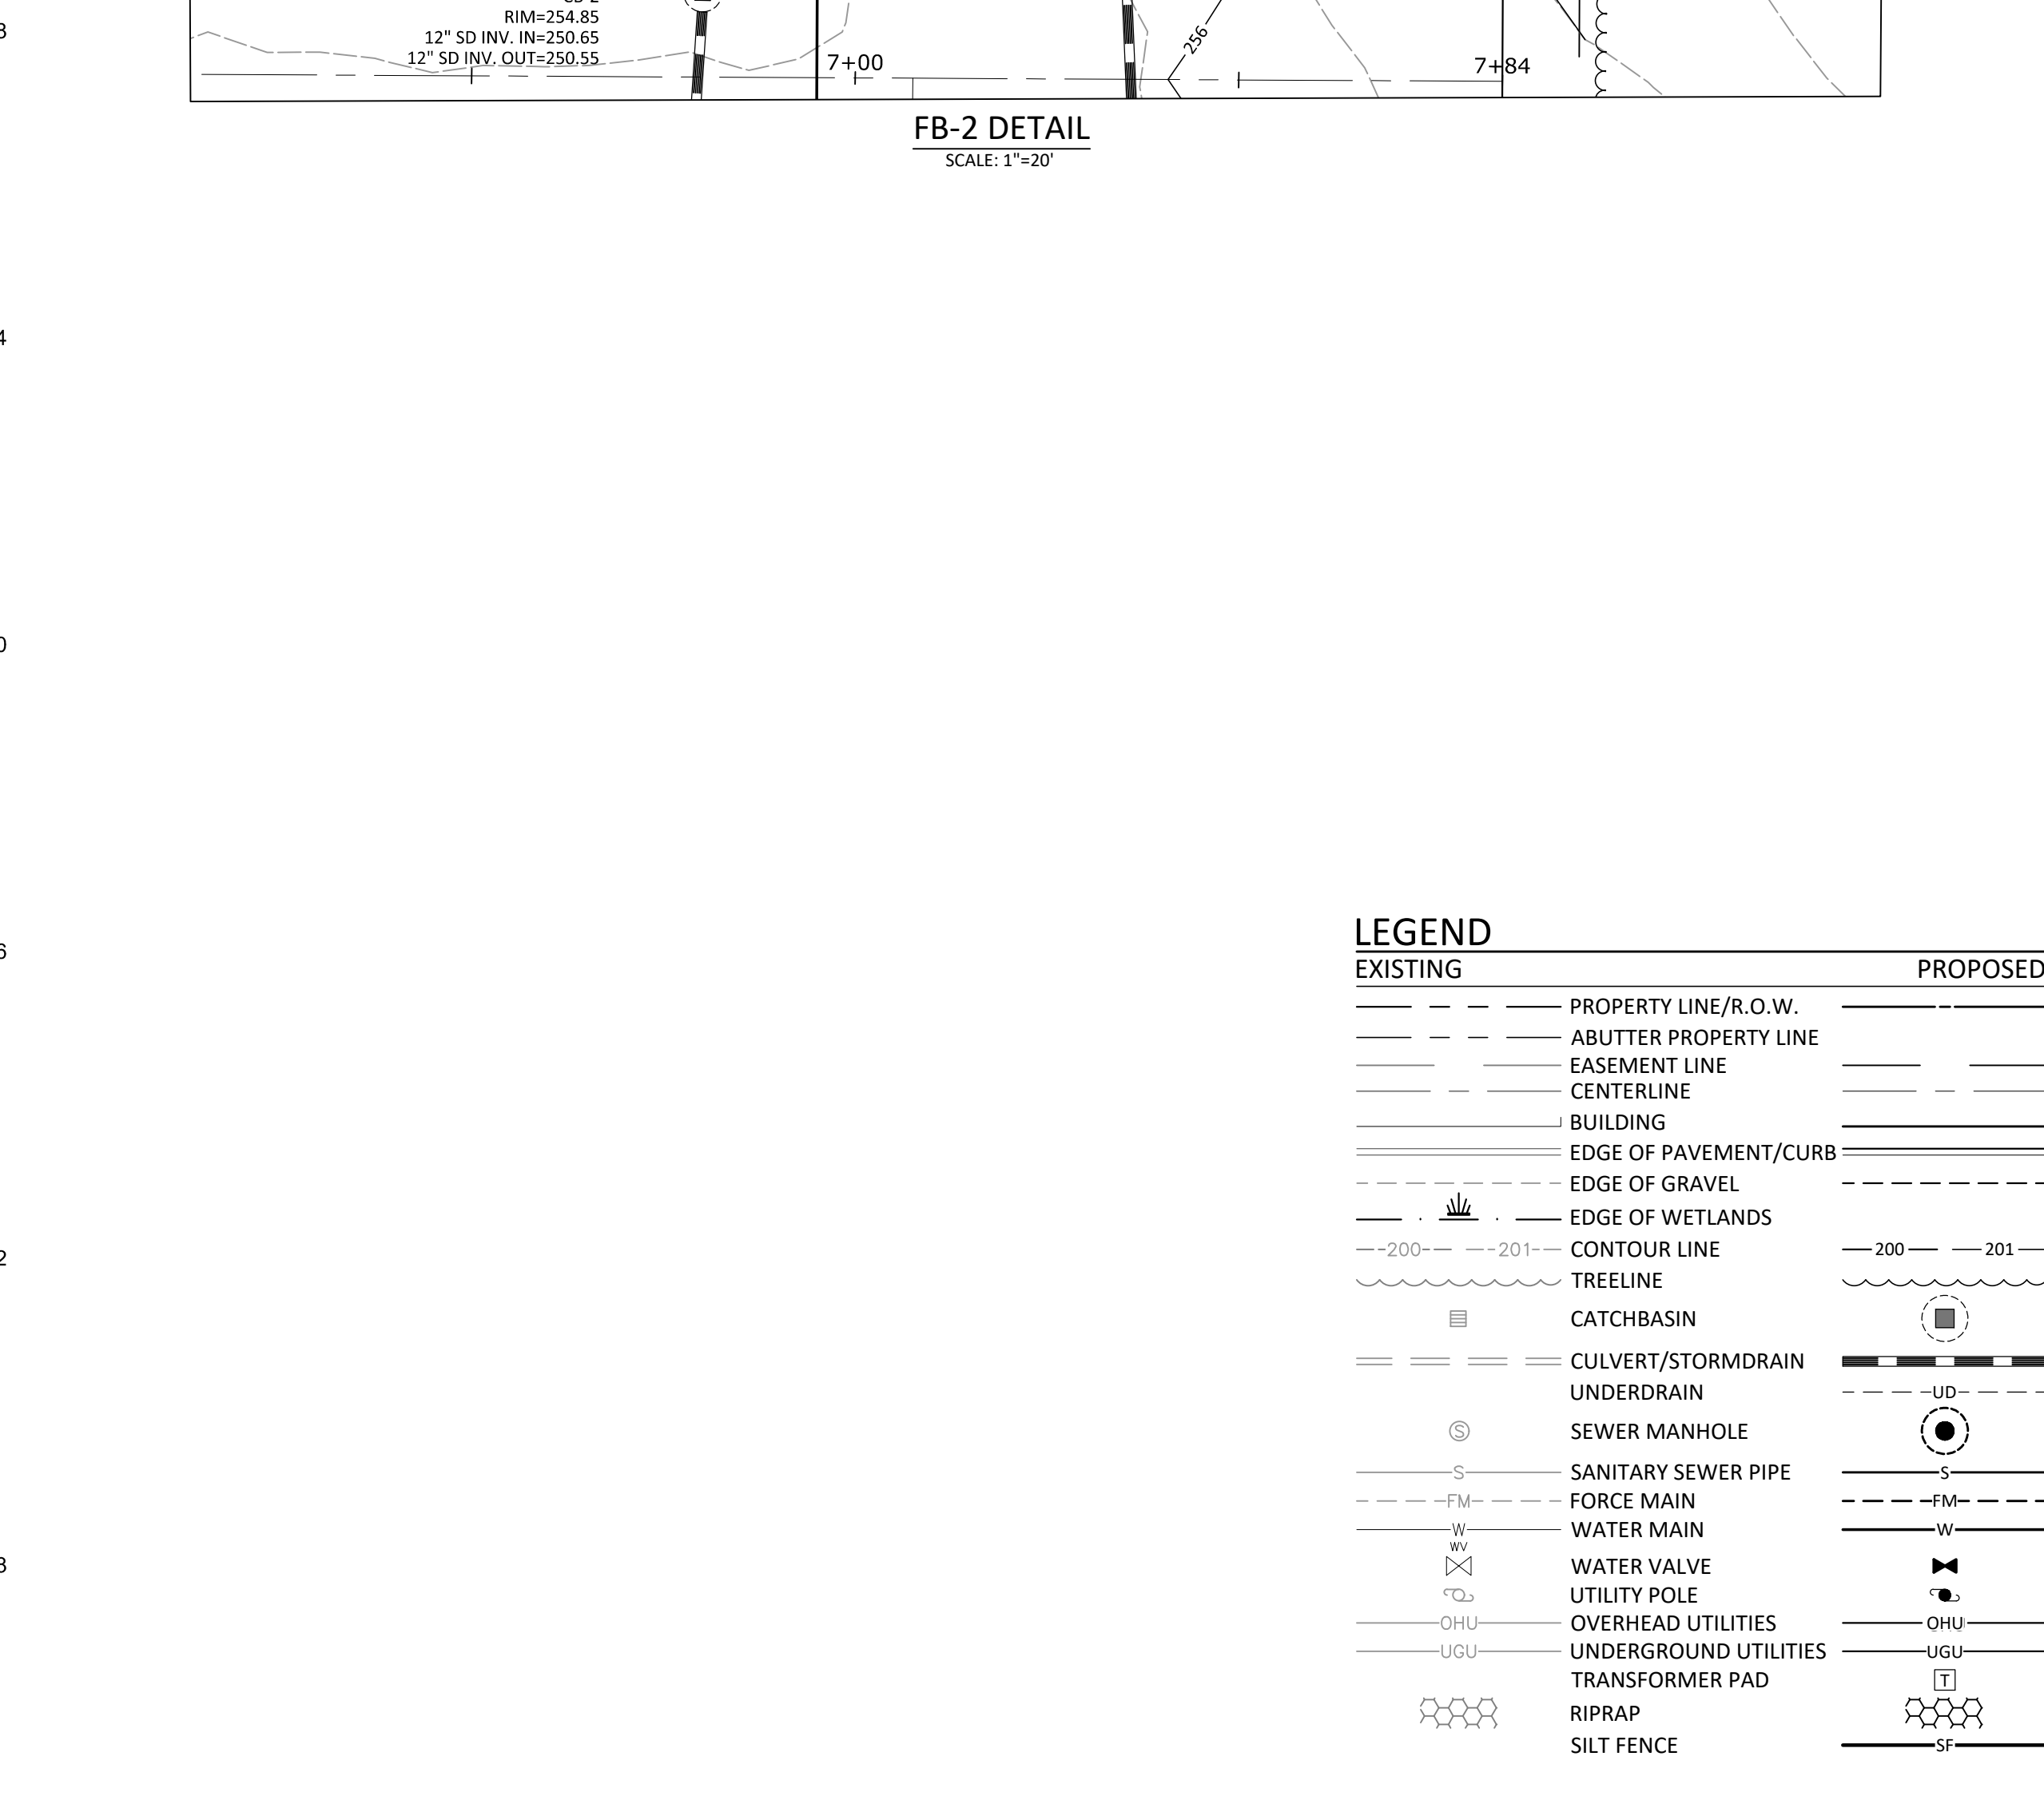 RIM=254.85
12" SD INV. IN=250.65
12" SD INV. OUT=250.55
7+00
256
7+84
FB-2 DETAIL
SCALE: 1"=20'
LEGEND
EXISTING PROPOSED
PROPERTY LINE/R.O.W.
ABUTTER PROPERTY LINE
EASEMENT LINE
CENTERLINE
BUILDING
EDGE OF PAVEMENT/CURB
EDGE OF GRAVEL
EDGE OF WETLANDS
200 201 CONTOUR LINE 200 201
TREELINE
CATCHBASIN
CULVERT/STORMDRAIN
UNDERDRAIN UD
S SEWER MANHOLE
S SANITARY SEWER PIPE S
FM FORCE MAIN FM
W WATER MAIN W
WV
WATER VALVE
UTILITY POLE
OHU OVERHEAD UTILITIES OHU
UGU UNDERGROUND UTILITIES UGU
TRANSFORMER PAD T
RIPRAP
SILT FENCE SF